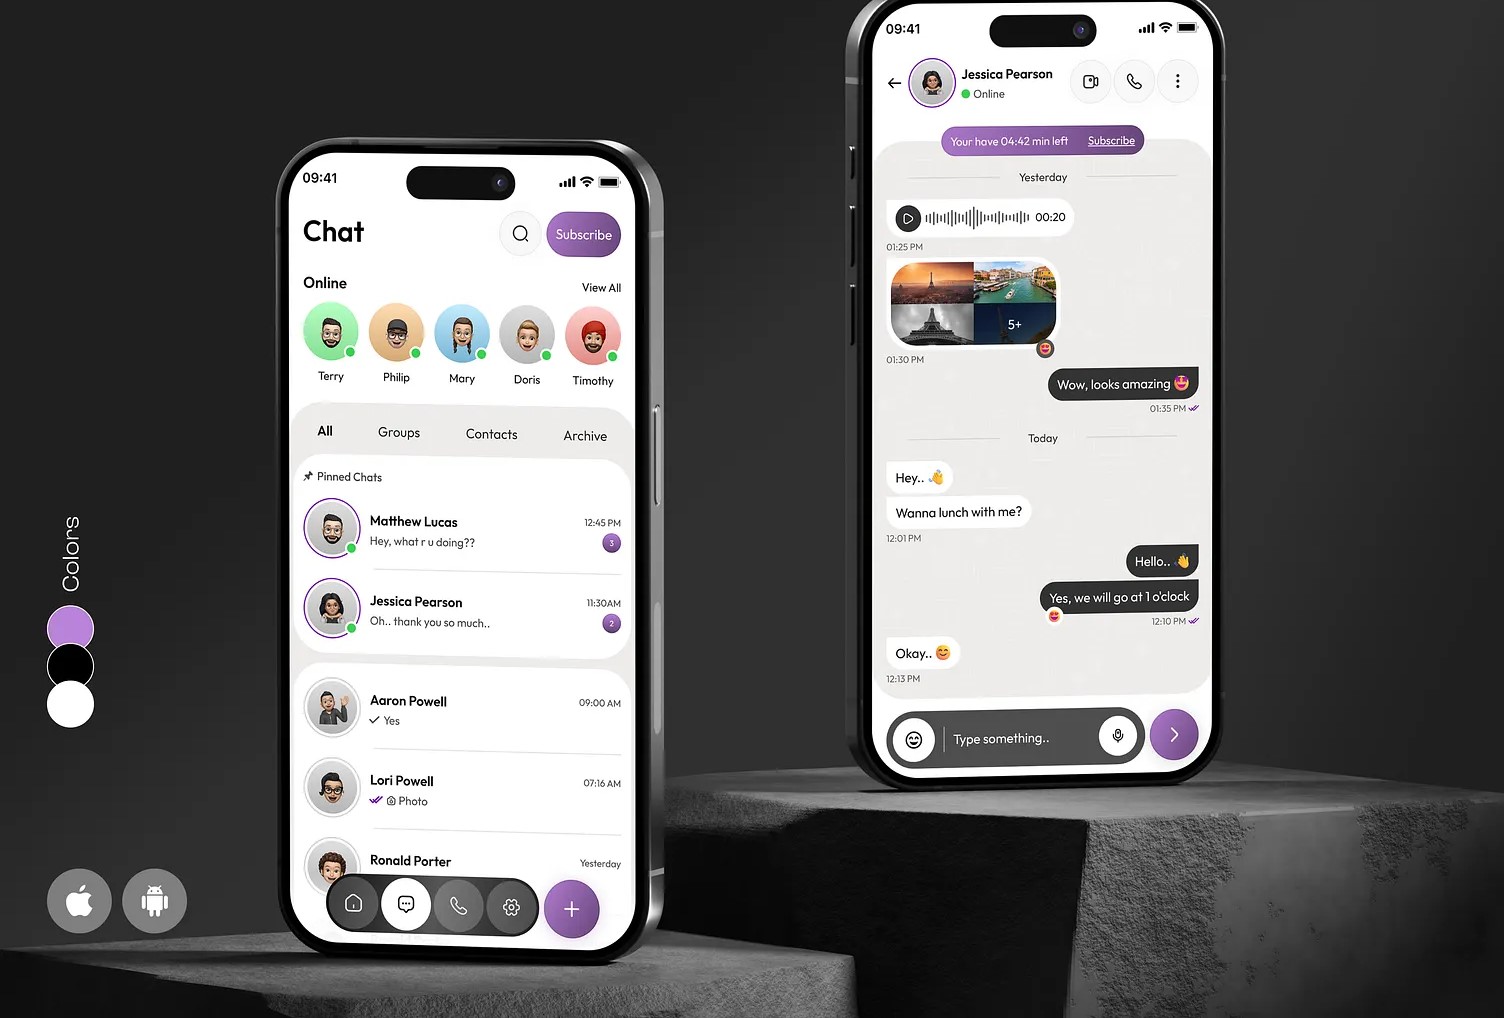 Colors
09:41
Chat
Subscribe
Online
View All
Terry
Philip
Mary
Doris
Timothy
All
Groups
Contacts
Archive
Pinned Chats
Matthew Lucas
12:45 PM
Hey, what r u doing??
3
Jessica Pearson
11:30AM
Oh.. thank you so much..
2
Aaron Powell
09:00 AM
Yes
Lori Powell
07:16 AM
Photo
Ronald Porter
Yesterday
09:41
Jessica Pearson
Online
Your have 04:42 min left Subscribe
Yesterday
00:20
01:25 PM
5+
01:30 PM
Wow, looks amazing 🤩
01:35 PM
Today
Hey.. 👋
Wanna lunch with me?
12:01 PM
Hello.. 👋
Yes, we will go at 1 o'clock
12:10 PM
Okay.. 😊
12:13 PM
Type something..